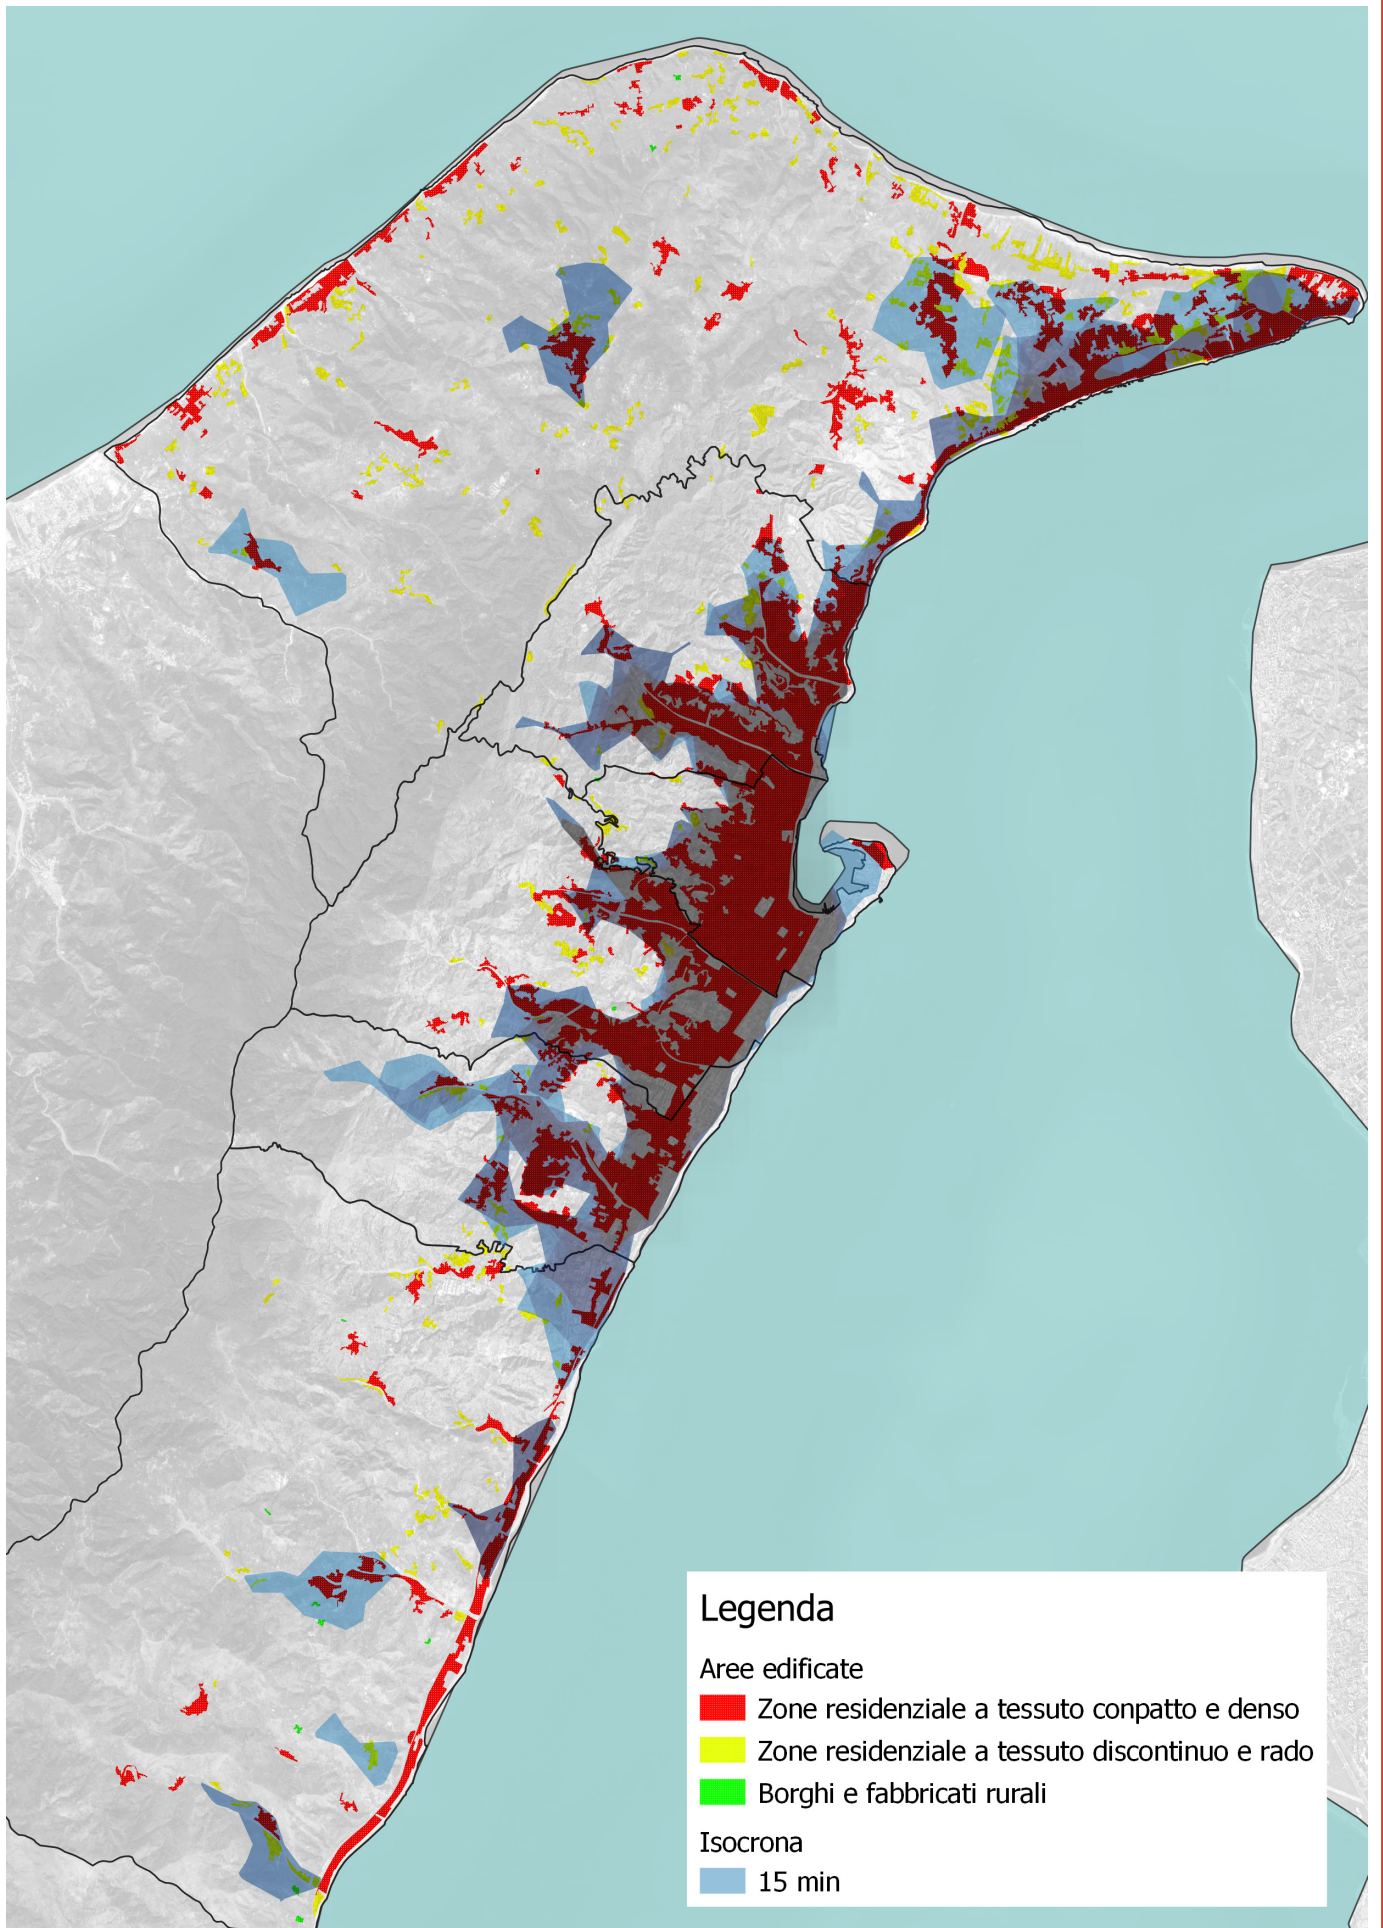 Legenda
Aree edificate
Zone residenziale a tessuto conpatto e denso
Zone residenziale a tessuto discontinuo e rado
Borghi e fabbricati rurali
Isocrona
15 min